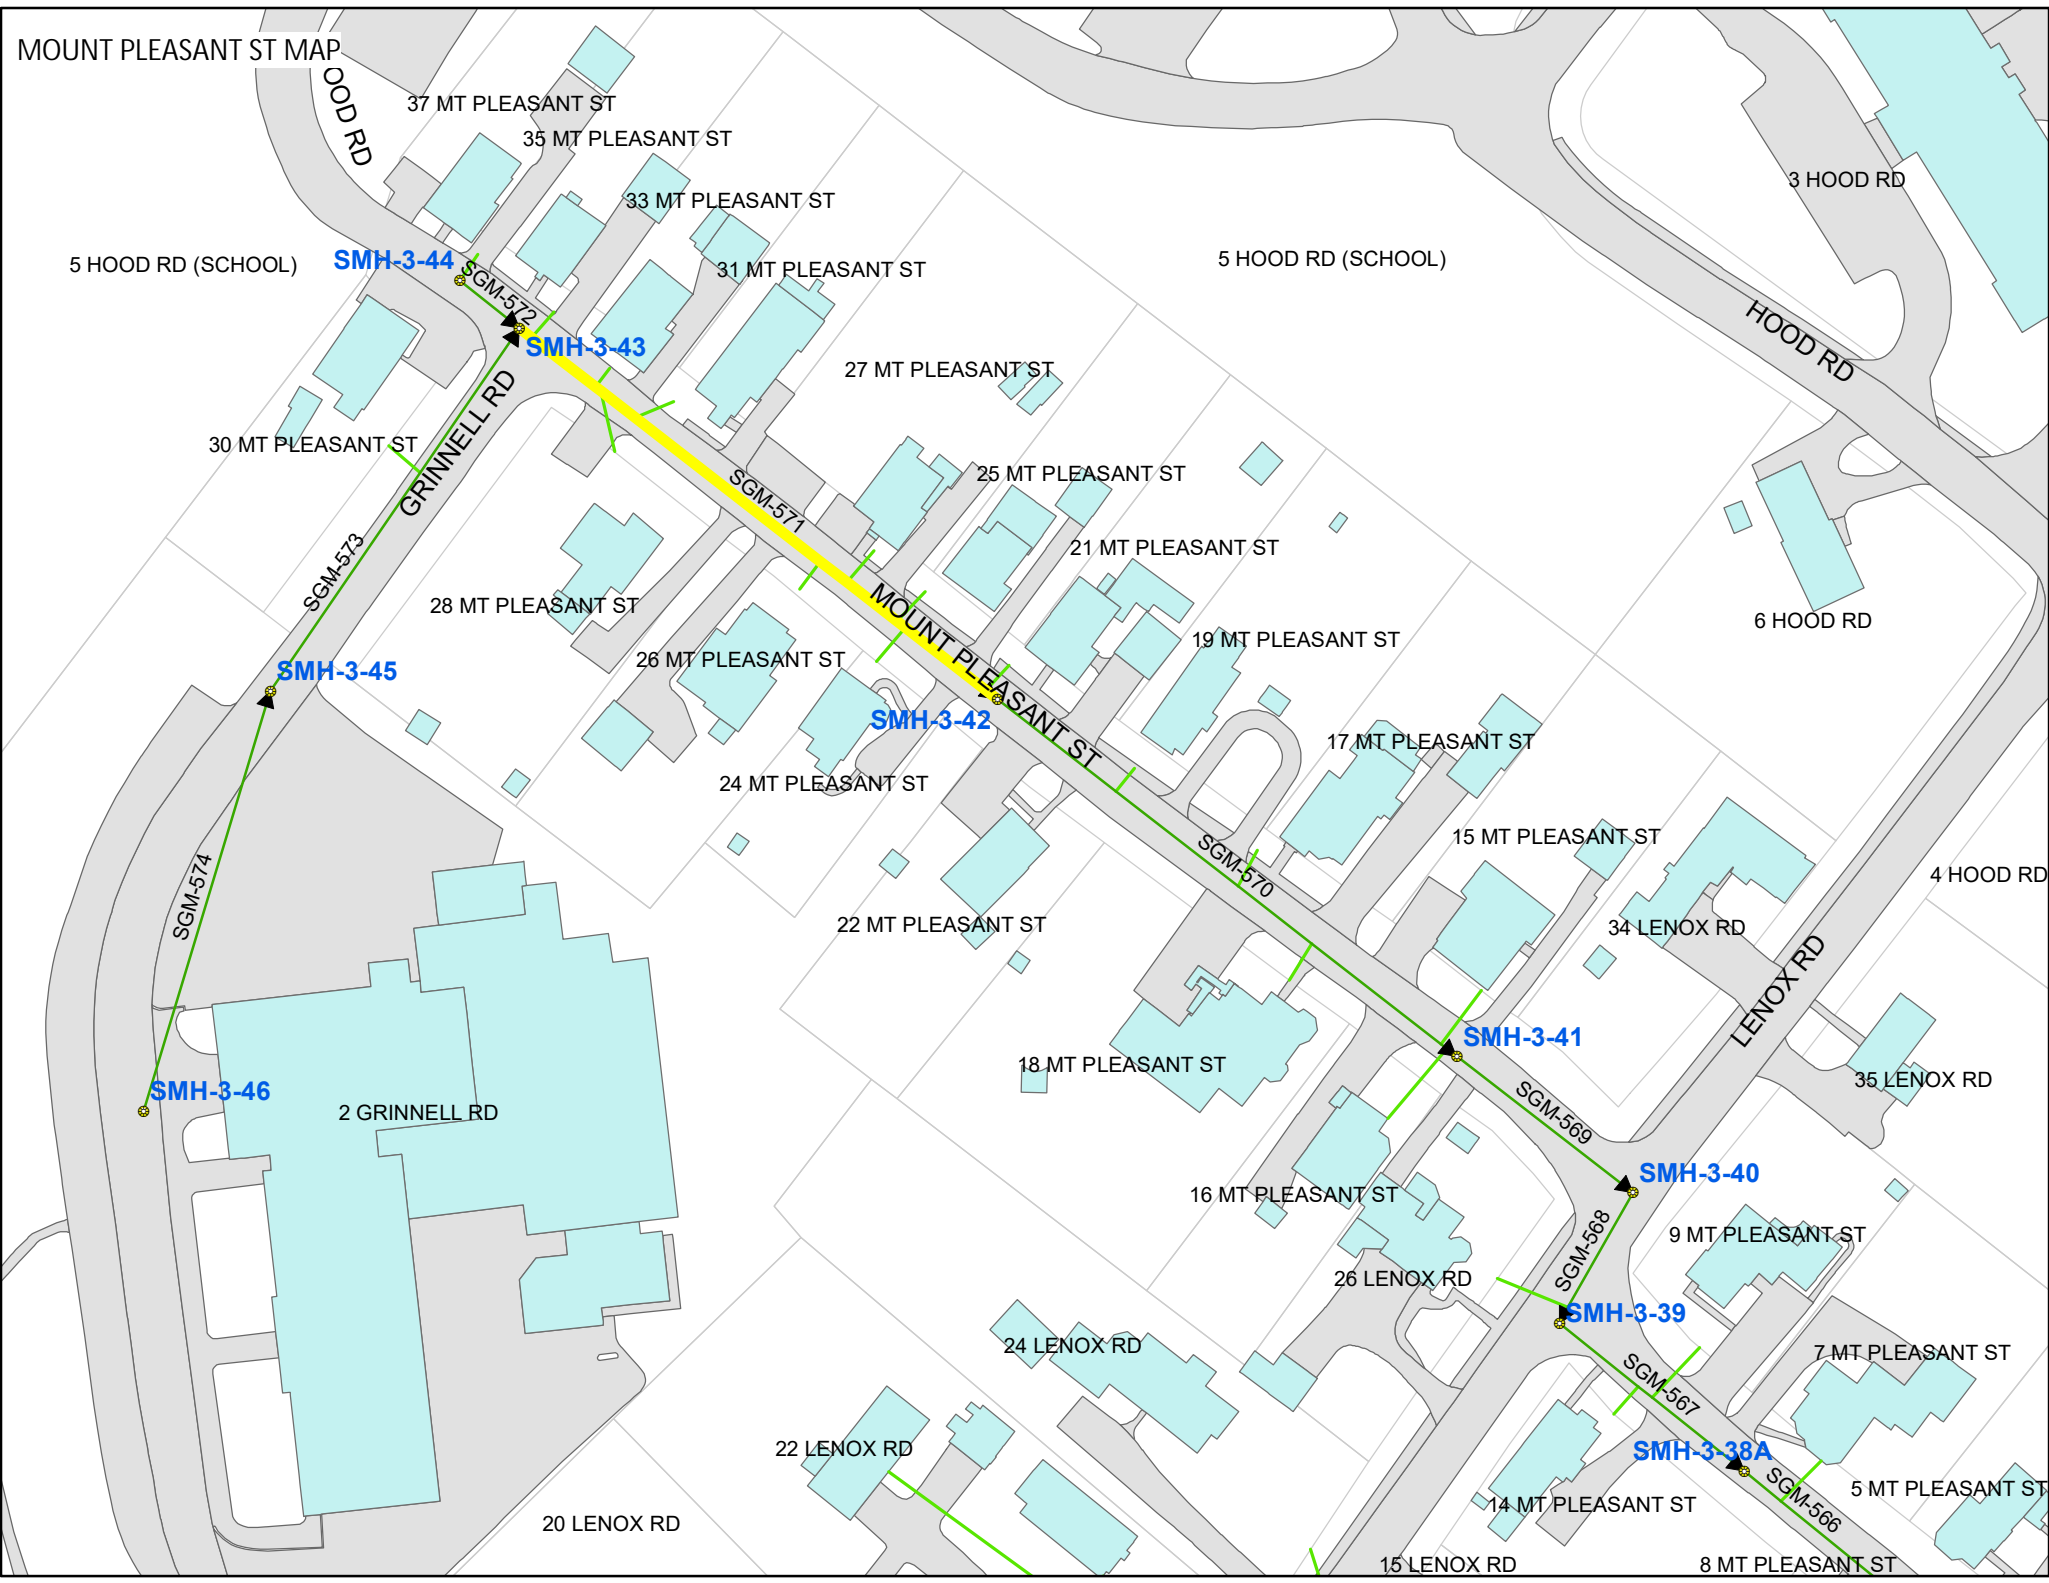 MOUNT PLEASANT ST MAP
OOD RD
37 MT PLEASANT ST
35 MT PLEASANT ST
3 HOOD RD
33 MT PLEASANT ST
SMH-3-44
5 HOOD RD (SCHOOL)
5 HOOD RD (SCHOOL)
31 MT PLEASANT ST
SGM-572
SMH-3-43
HOOD RD
27 MT PLEASANT ST
30 MT PLEASANT ST
GRINNELL RD
25 MT PLEASANT ST
SGM-571
21 MT PLEASANT ST
SGM-573
28 MT PLEASANT ST
6 HOOD RD
19 MT PLEASANT ST
26 MT PLEASANT ST
MOUNT PLEASANT ST
SMH-3-45
SMH-3-42
17 MT PLEASANT ST
24 MT PLEASANT ST
15 MT PLEASANT ST
SGM-570
4 HOOD RD
SGM-574
22 MT PLEASANT ST
34 LENOX RD
LENOX RD
SMH-3-41
18 MT PLEASANT ST
35 LENOX RD
SMH-3-46
2 GRINNELL RD
SGM-569
SMH-3-40
16 MT PLEASANT ST
9 MT PLEASANT ST
SGM-568
26 LENOX RD
SMH-3-39
24 LENOX RD
7 MT PLEASANT ST
SGM-567
22 LENOX RD
SMH-3-38A
5 MT PLEASANT ST
14 MT PLEASANT ST
SGM-566
20 LENOX RD
15 LENOX RD
8 MT PLEASANT ST